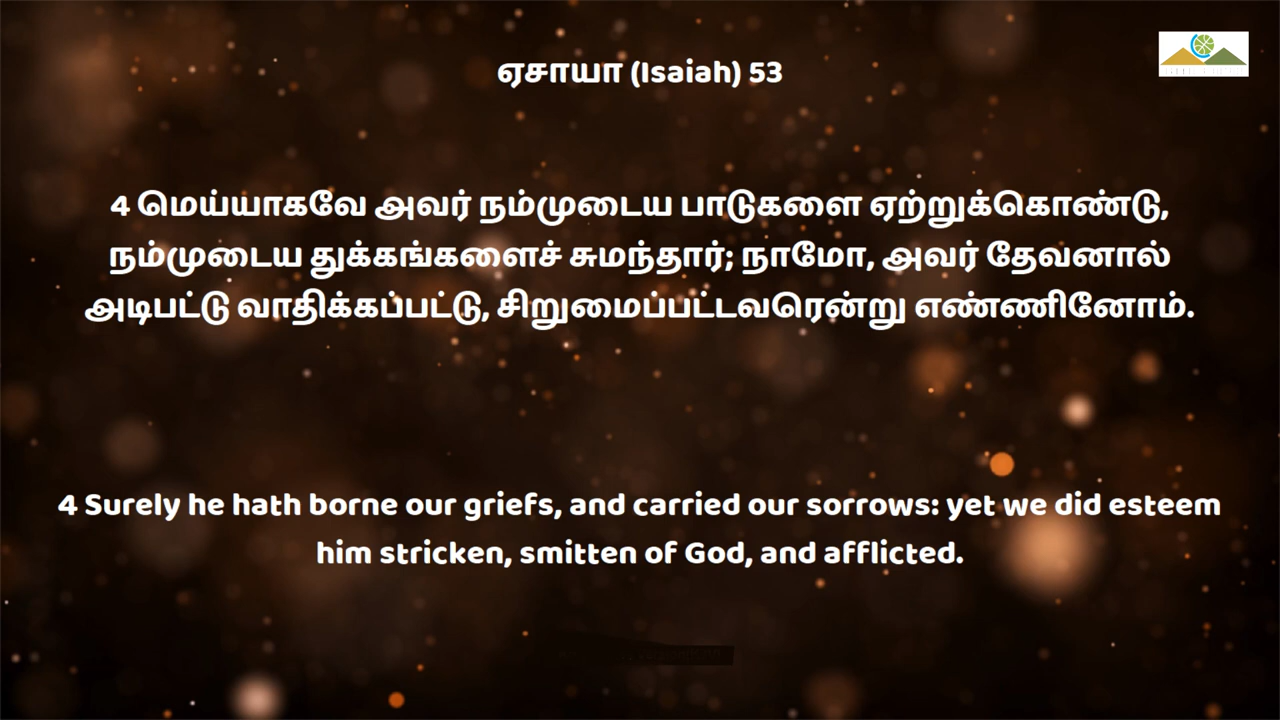 ஏசாயா (Isaiah) 53
4 மெய்யாகவே அவர் நம்முடைய பாடுகளை ஏற்றுக்கொண்டு,
நம்முடைய துக்கங்களைச் சுமந்தார்; நாமோ, அவர் தேவனால்
அடிபட்டு வாதிக்கப்பட்டு, சிறுமைப்பட்டவரென்று எண்ணினோம்.
4 Surely he hath borne our griefs, and carried our sorrows: yet we did esteem
him stricken, smitten of God, and afflicted.